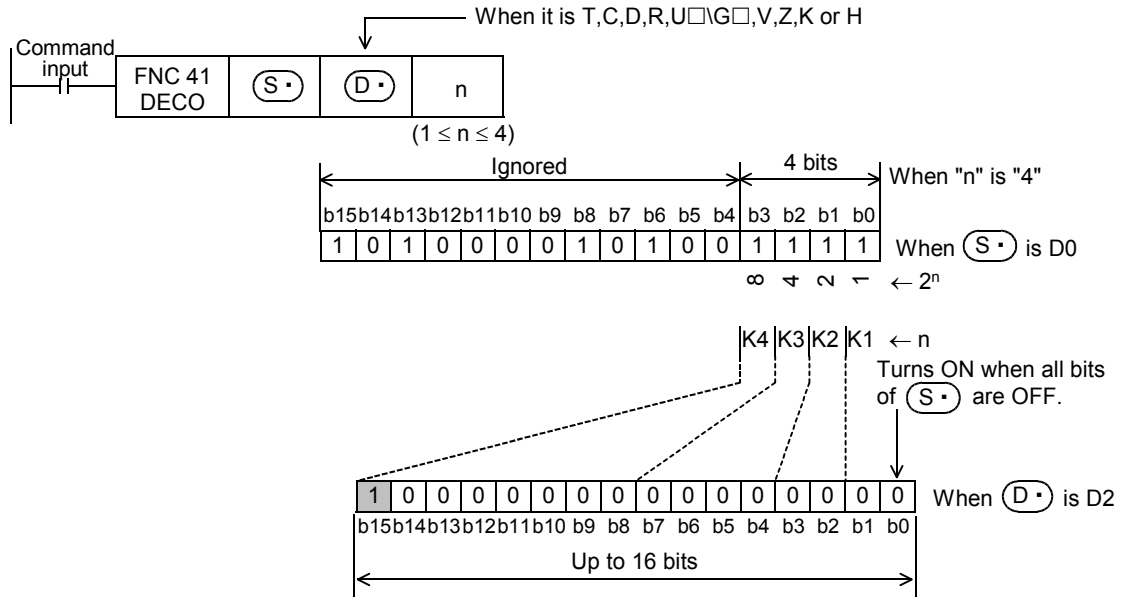 When it is T,C,D,R,U□\G□,V,Z,K or H
Command
input
FNC 41
DECO
S·
D·
n
(1 ≤ n ≤ 4)
Ignored
4 bits
When "n" is "4"
b15 b14 b13 b12 b11 b10 b9 b8 b7 b6 b5 b4 b3 b2 b1 b0
1 0 1 0 0 0 0 1 0 1 0 0 1 1 1 1
When S· is D0
8 4 2 1 ← 2ⁿ
K4 K3 K2 K1 ← n
Turns ON when all bits
of S· are OFF.
1 0 0 0 0 0 0 0 0 0 0 0 0 0 0 0
When D· is D2
b15 b14 b13 b12 b11 b10 b9 b8 b7 b6 b5 b4 b3 b2 b1 b0
Up to 16 bits